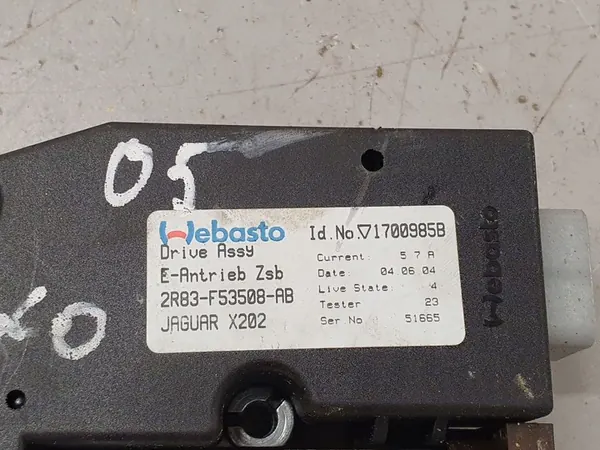 05
Webasto
Drive Assy
E-Antrieb Zsb
2R83-F53508-AB
JAGUAR X202
Id.No.▽1700985B
Current: 5 7 A
Date: 04 06 04
Live State: 4
Tester 23
Ser No 51665
Webasto